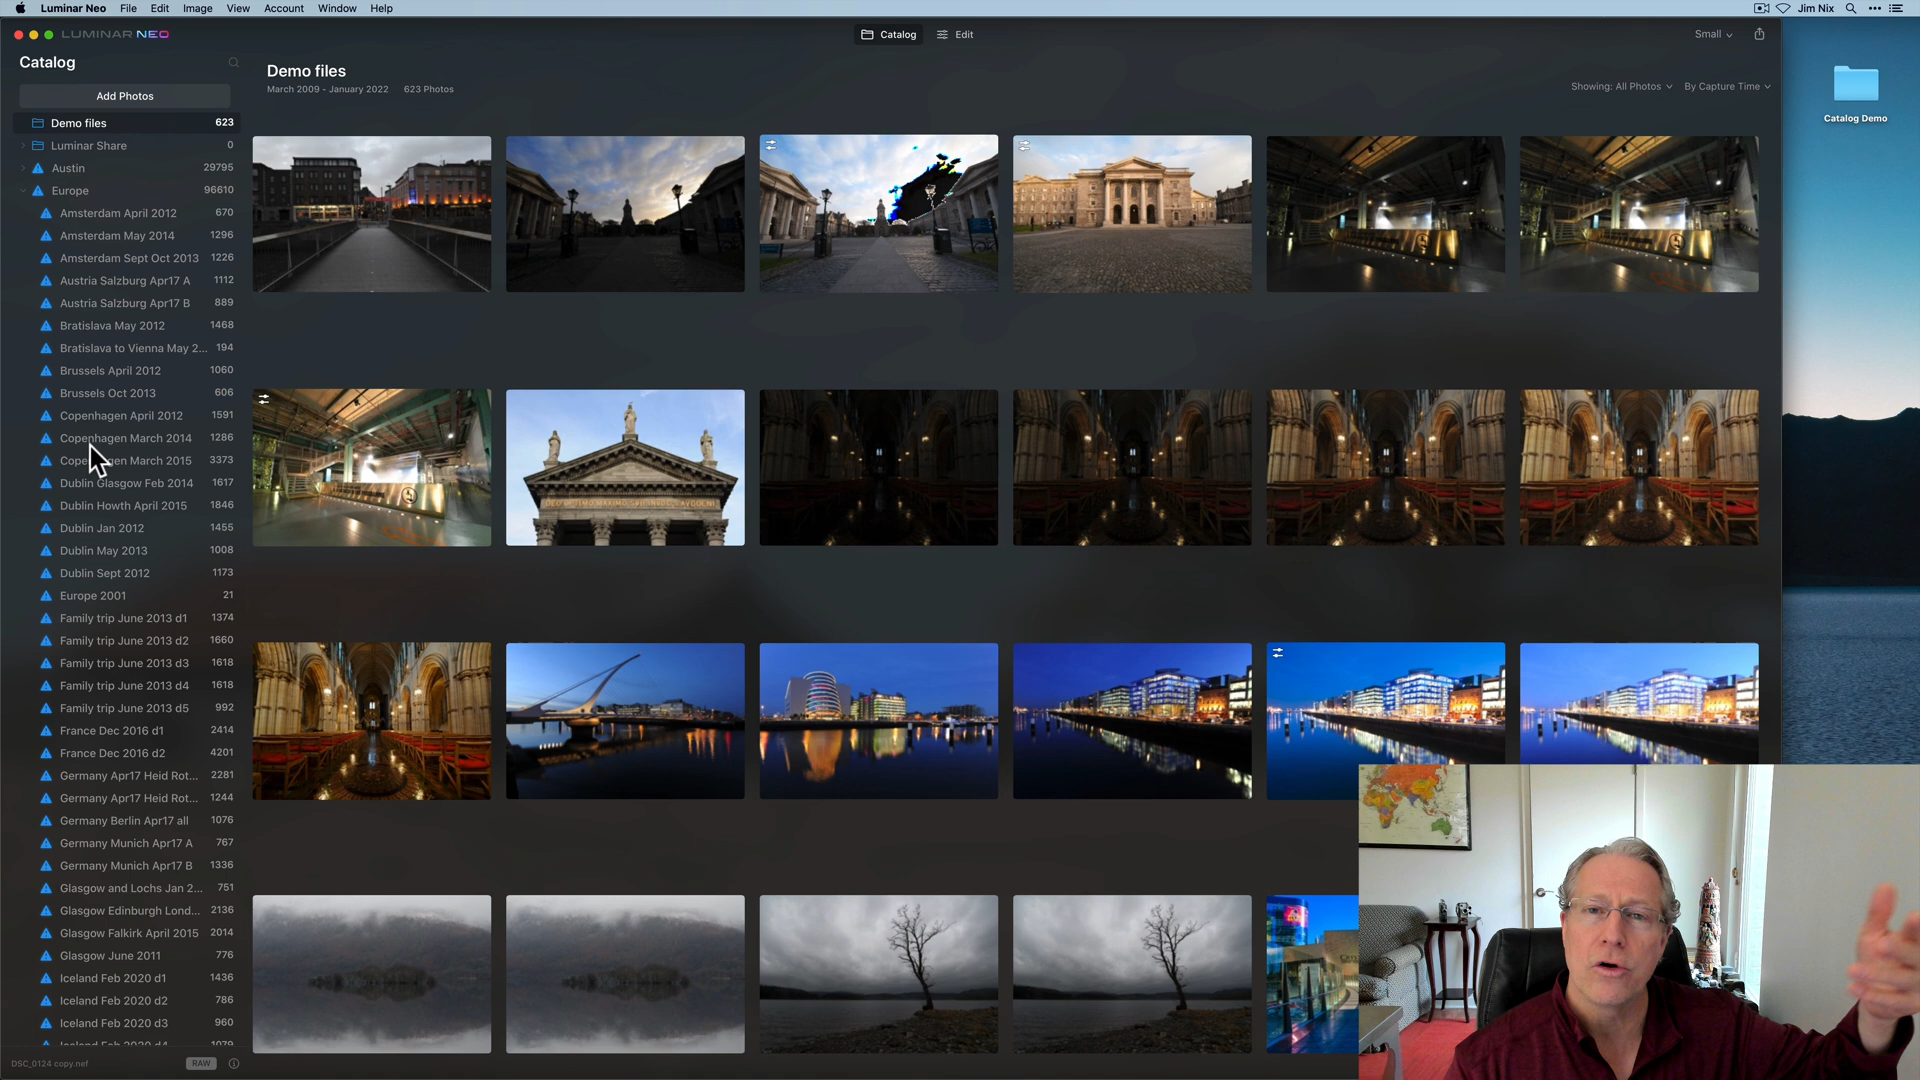 Luminar Neo File Edit Image View Account Window Help
Jim Nix
LUMINAR NEO
Catalog Edit
Small
Catalog
Add Photos
Demo files
March 2009 - January 2022 623 Photos
Showing: All Photos By Capture Time
Catalog Demo
Demo files 623
Luminar Share 0
Austin 29795
Europe 96610
Amsterdam April 2012 670
Amsterdam May 2014 1296
Amsterdam Sept Oct 2013 1226
Austria Salzburg Apr17 A 1112
Austria Salzburg Apr17 B 889
Bratislava May 2012 1468
Bratislava to Vienna May 2... 194
Brussels April 2012 1060
Brussels Oct 2013 606
Copenhagen April 2012 1591
Copenhagen March 2014 1286
Copenhagen March 2015 3373
Dublin Glasgow Feb 2014 1617
Dublin Howth April 2015 1846
Dublin Jan 2012 1455
Dublin May 2013 1008
Dublin Sept 2012 1173
Europe 2001 21
Family trip June 2013 d1 1374
Family trip June 2013 d2 1660
Family trip June 2013 d3 1618
Family trip June 2013 d4 1618
Family trip June 2013 d5 992
France Dec 2016 d1 2414
France Dec 2016 d2 4201
Germany Apr17 Heid Rot... 2281
Germany Apr17 Heid Rot... 1244
Germany Berlin Apr17 all 1076
Germany Munich Apr17 A 767
Germany Munich Apr17 B 1336
Glasgow and Lochs Jan 2... 751
Glasgow Edinburgh Lond... 2136
Glasgow Falkirk April 2015 2014
Glasgow June 2011 776
Iceland Feb 2020 d1 1436
Iceland Feb 2020 d2 786
Iceland Feb 2020 d3 960
Iceland Feb 2020 d4 1079
DSC_0124 copy.nef RAW